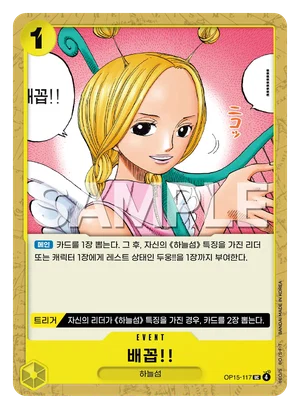 1
배꼽!!
ニコッ
SAMPLE
메인 카드를 1장 뽑는다. 그 후, 자신의 《하늘섬》 특징을 가진 리더
또는 캐릭터 1장에게 레스트 상태인 두웅!!을 1장까지 부여한다.
트리거 자신의 리더가 《하늘섬》 특징을 가진 경우, 카드를 2장 뽑는다.
EVENT
배꼽!!
하늘섬
OP15-117 UC